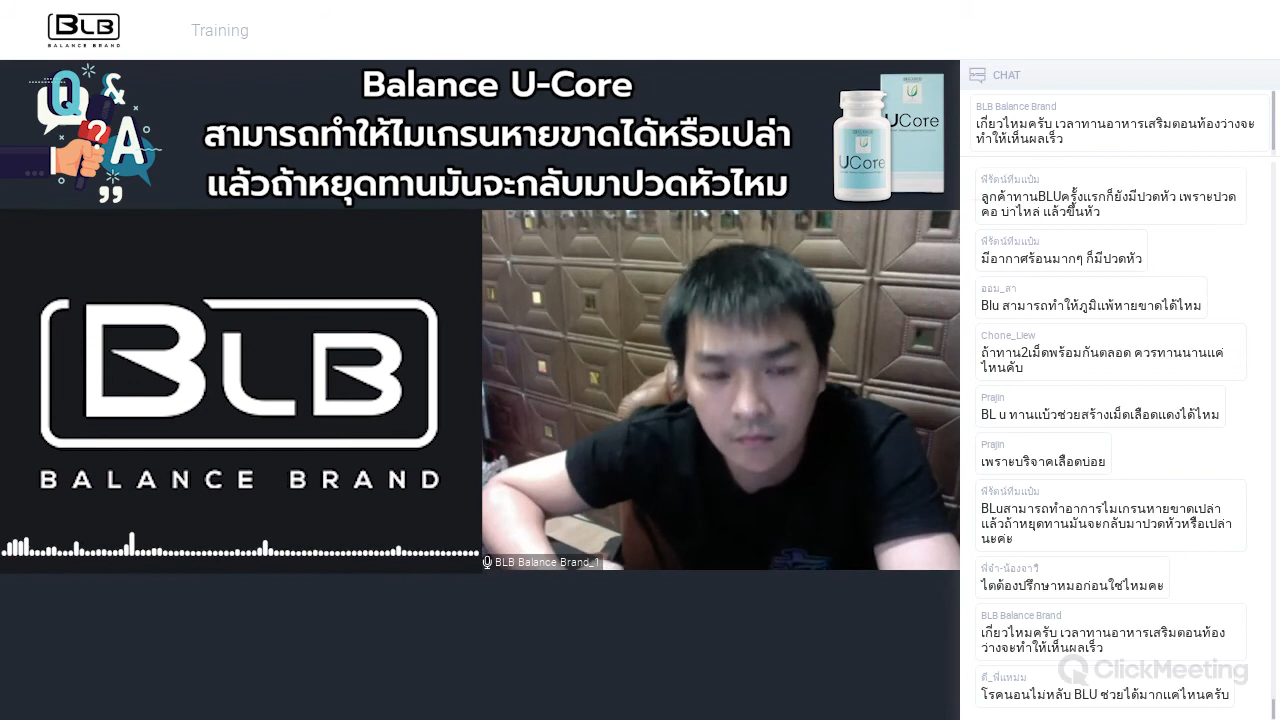 BLB
BALANCE BRAND
Training
Q & A
?
Balance U-Core
สามารถทำให้ไมเกรนหายขาดได้หรือเปล่า
แล้วถ้าหยุดทานมันจะกลับมาปวดหัวไหม
UCore
UCore
BLB
BALANCE BRAND
BLB Balance Brand_1
CHAT
BLB Balance Brand
เกี่ยวไหมครับ เวลาทานอาหารเสริมตอนท้องว่างจะ
ทำให้เห็นผลเร็ว
พี่รัตน์ทีมแป๋ม
ลูกค้าทานBLUครั้งแรกก็ยังมีปวดหัว เพราะปวด
คอ บ่าไหล่ แล้วขึ้นหัว
พี่รัตน์ทีมแป๋ม
มีอากาศร้อนมากๆ ก็มีปวดหัว
ออม_สา
Blu สามารถทำให้ภูมิแพ้หายขาดได้ไหม
Chone_Liew
ถ้าทาน2เม็ดพร้อมกันตลอด ควรทานนานแค่
ไหนคับ
Prajin
BL u ทานแบ้วช่วยสร้างเม็ดเลือดแดงได้ไหม
Prajin
เพราะบริจาคเลือดบ่อย
พี่รัตน์ทีมแป๋ม
BLuสามารถทำอาการไมเกรนหายขาดเปล่า
แล้วถ้าหยุดทานมันจะกลับมาปวดหัวหรือเปล่า
นะค่ะ
พี่จ๋า-น้องจาวี
ไตต้องปรึกษาหมอก่อนใช่ไหมคะ
BLB Balance Brand
เกี่ยวไหมครับ เวลาทานอาหารเสริมตอนท้อง
ว่างจะทำให้เห็นผลเร็ว
ตี_พี่แหม่ม
โรคนอนไม่หลับ BLU ช่วยได้มากแค่ไหนครับ
ClickMeeting